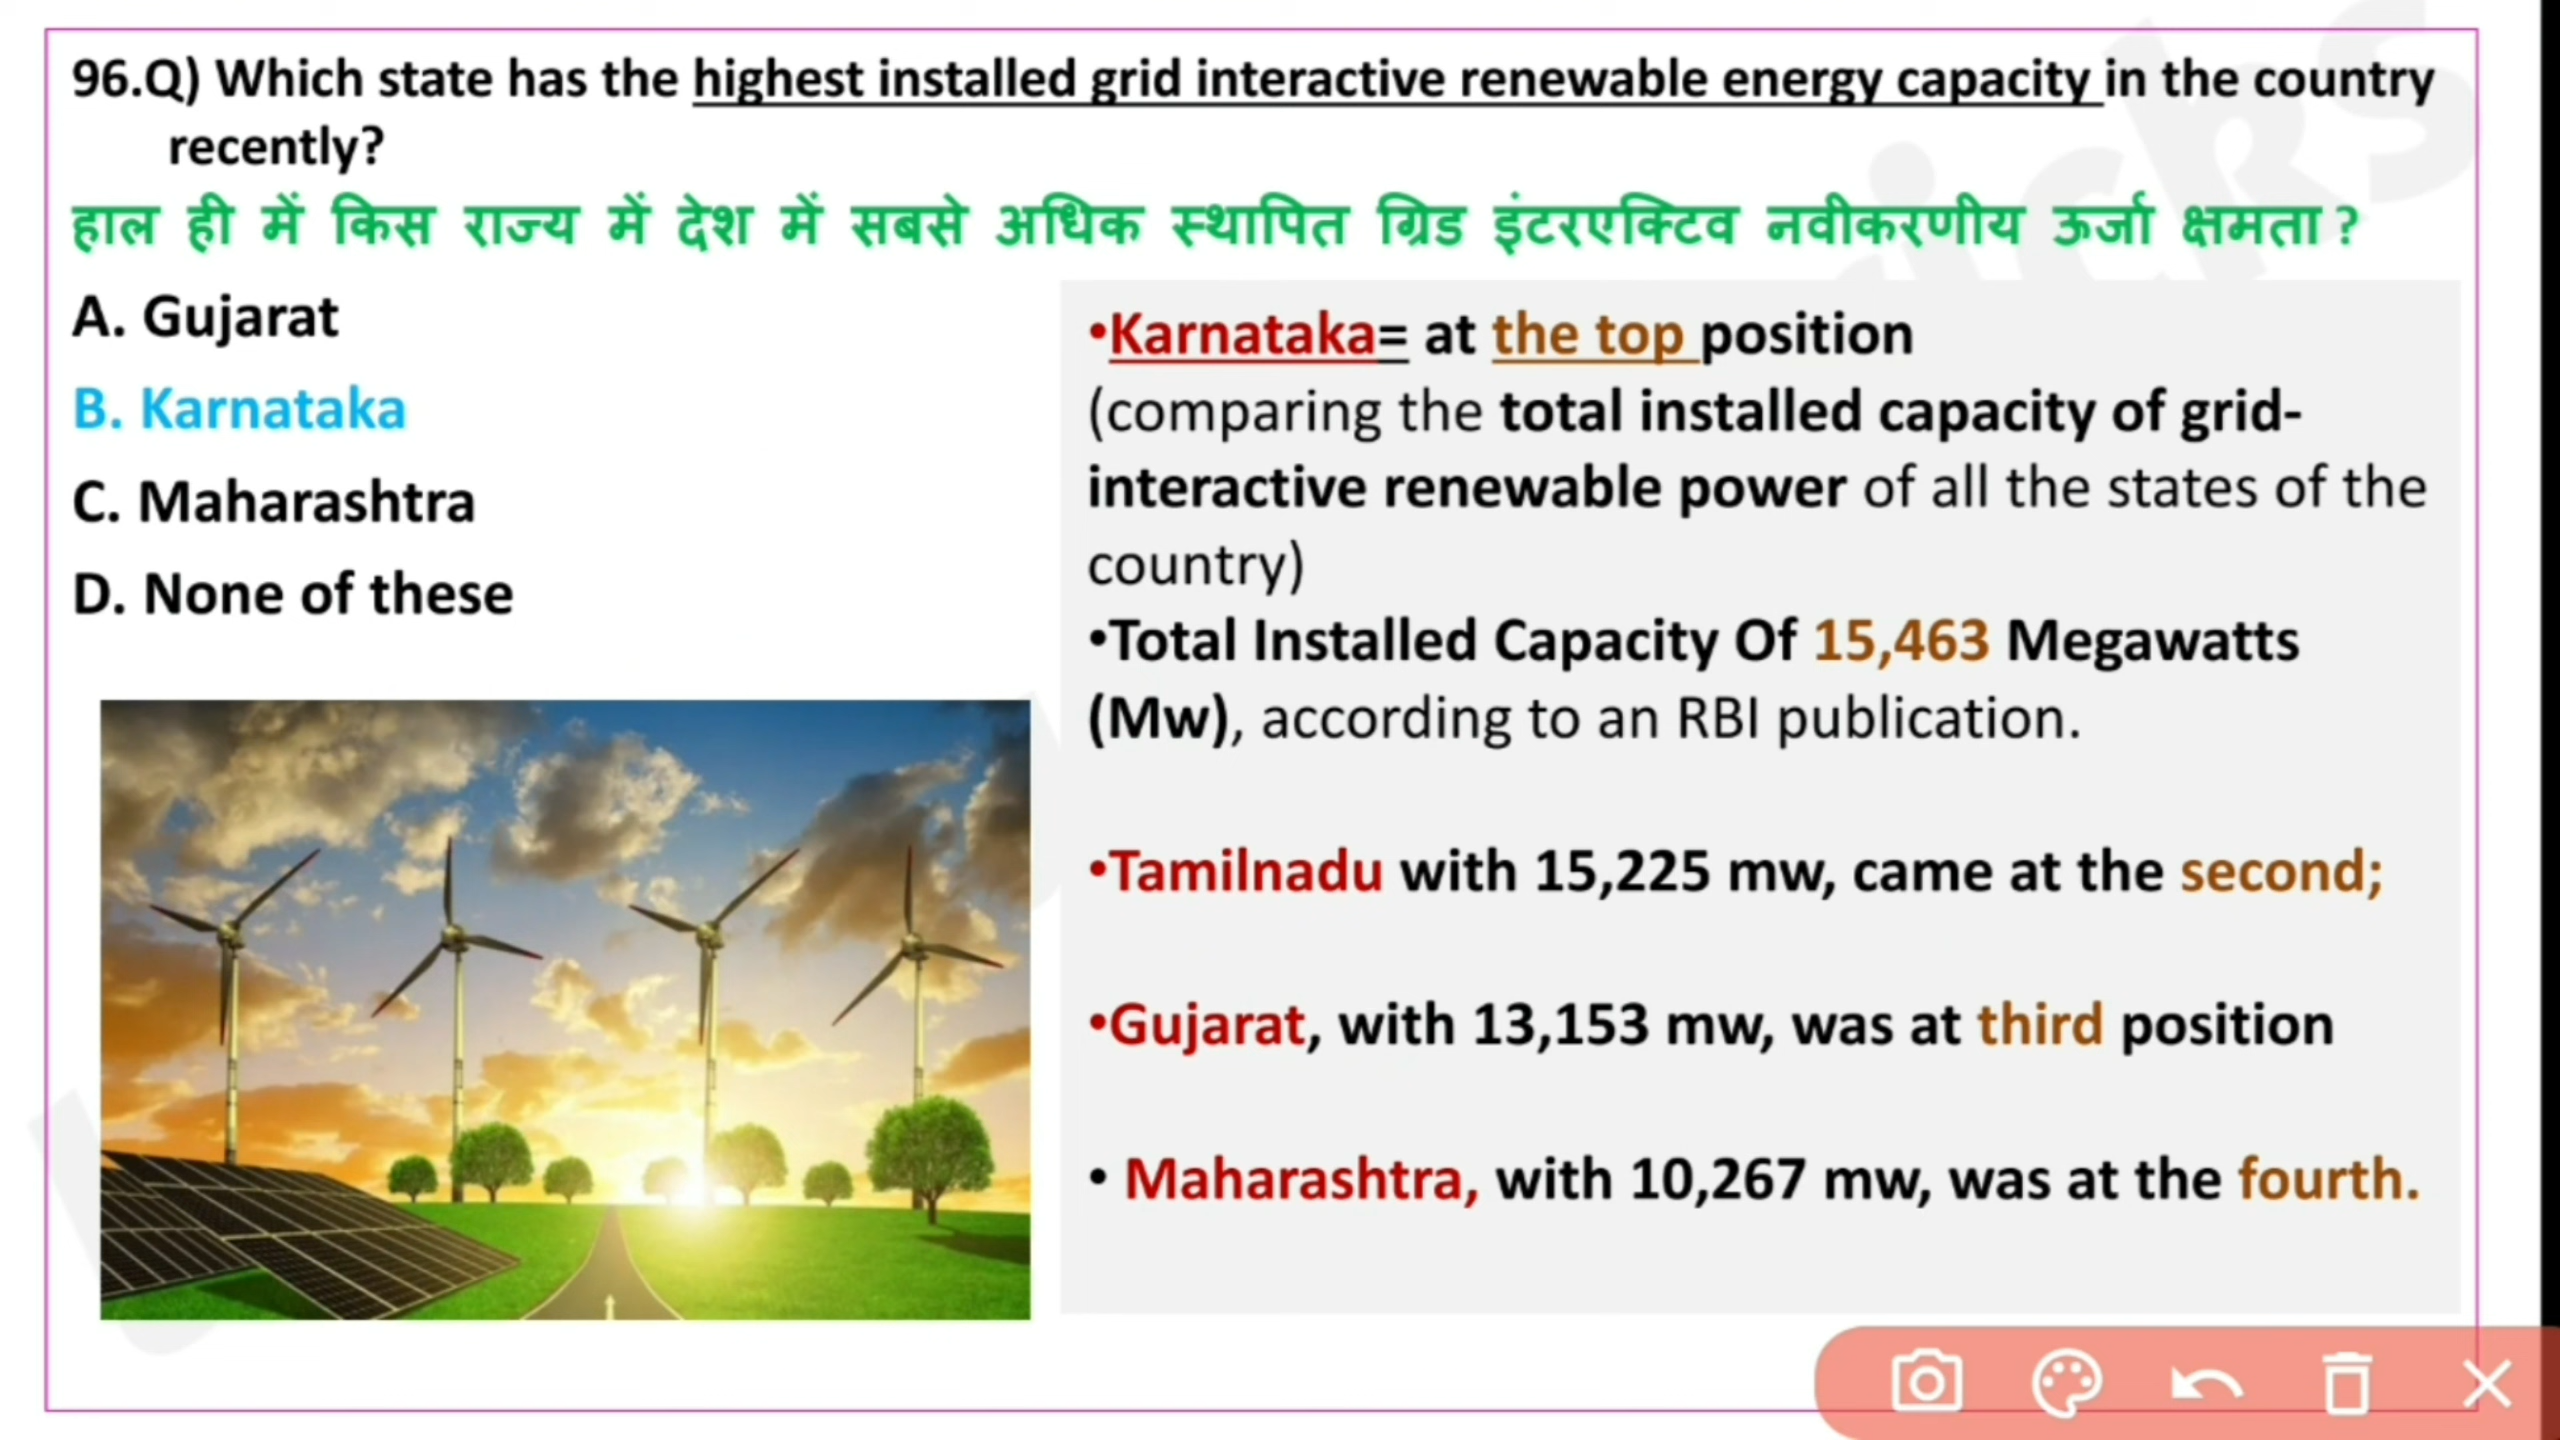 96.Q) Which state has the highest installed grid interactive renewable energy capacity in the country
recently?
हाल ही में किस राज्य में देश में सबसे अधिक स्थापित ग्रिड इंटरएक्टिव नवीकरणीय ऊर्जा क्षमता ?
A. Gujarat
B. Karnataka
C. Maharashtra
D. None of these
•Karnataka= at the top position
(comparing the total installed capacity of grid-
interactive renewable power of all the states of the
country)
•Total Installed Capacity Of 15,463 Megawatts
(Mw), according to an RBI publication.
•Tamilnadu with 15,225 mw, came at the second;
•Gujarat, with 13,153 mw, was at third position
• Maharashtra, with 10,267 mw, was at the fourth.